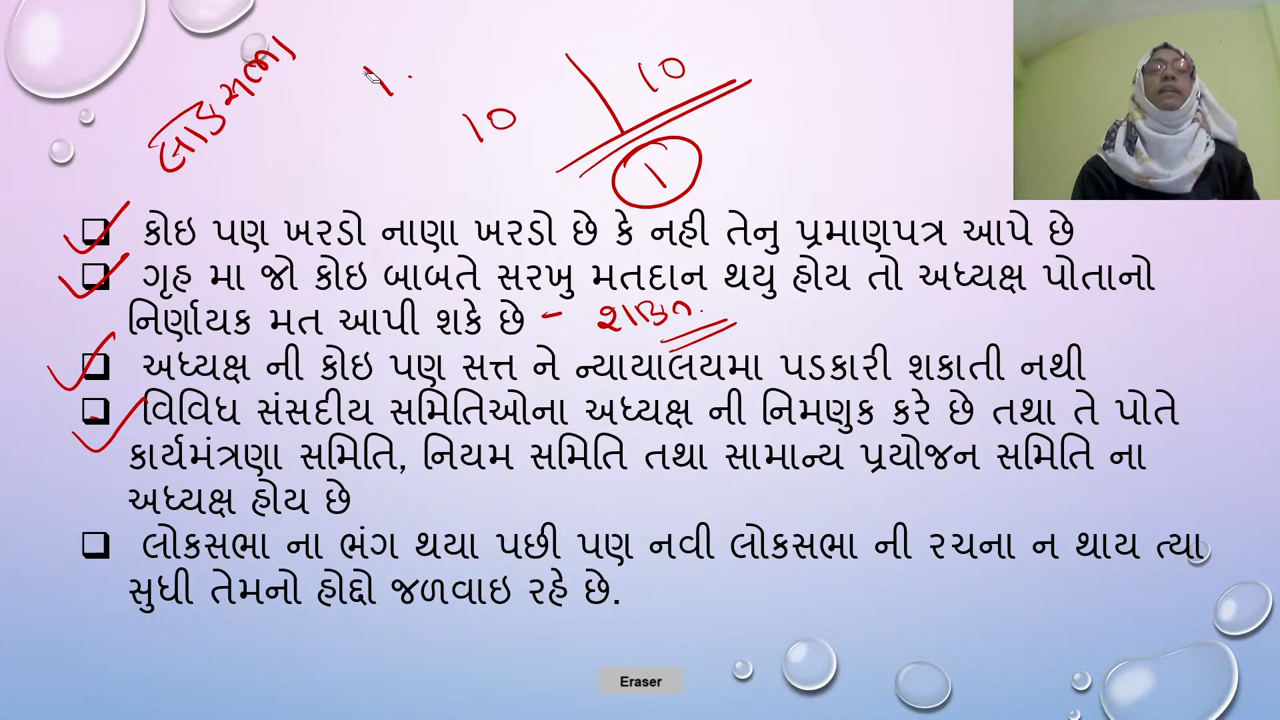 લોકસભા
1.
10
10
1
કોઇ પણ ખરડો નાણા ખરડો છે કે નહી તેનુ પ્રમાણપત્ર આપે છે
ગૃહ મા જો કોઇ બાબતે સરખુ મતદાન થયુ હોય તો અધ્યક્ષ પોતાનો
નિર્ણાયક મત આપી શકે છે -
અધ્યક્ષ ની કોઇ પણ સત્ત ને ન્યાયાલયમા પડકારી શકાતી નથી
વિવિધ સંસદીય સમિતિઓના અધ્યક્ષ ની નિમણુક કરે છે તથા તે પોતે
કાર્યમંત્રણા સમિતિ, નિયમ સમિતિ તથા સામાન્ય પ્રયોજન સમિતિ ના
અધ્યક્ષ હોય છે
લોકસભા ના ભંગ થયા પછી પણ નવી લોકસભા ની રચના ન થાય ત્યા
સુધી તેમનો હોદ્દો જળવાઇ રહે છે.
Eraser